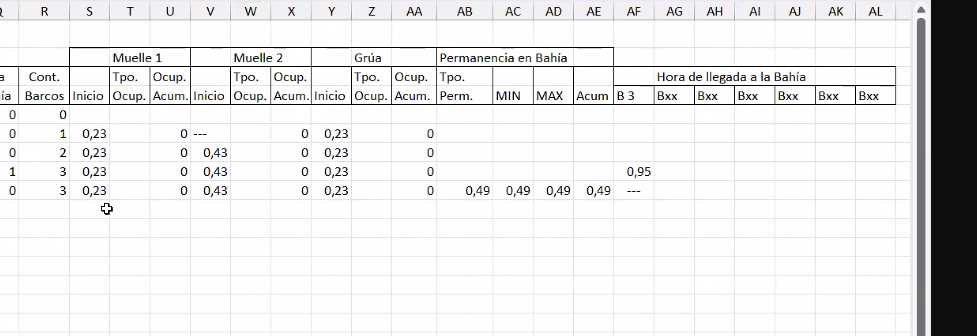 R S T U V W X Y Z AA AB AC AD AE AF AG AH AI AJ AK AL
Muelle 1 Muelle 2 Grúa Permanencia en Bahía
Cont. Tpo. Ocup. Tpo. Ocup. Tpo. Ocup. Tpo. Hora de llegada a la Bahía
ía Barcos Inicio Ocup. Acum. Inicio Ocup. Acum. Inicio Ocup. Acum. Perm. MIN MAX Acum B 3 Bxx Bxx Bxx Bxx Bxx Bxx
0 0
0 1 0,23 0 --- 0 0,23 0
0 2 0,23 0 0,43 0 0,23 0
1 3 0,23 0 0,43 0 0,23 0 0,95
0 3 0,23 0 0,43 0 0,23 0 0,49 0,49 0,49 0,49 ---